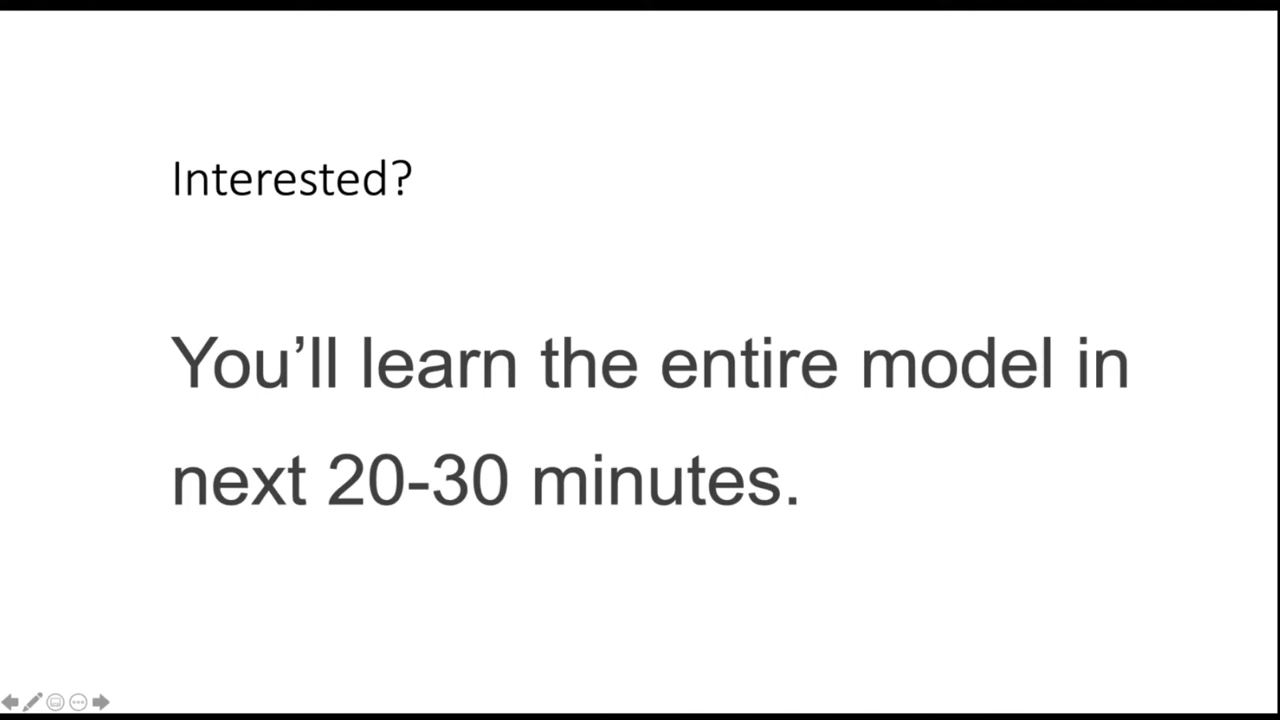 Interested?
You’ll learn the entire model in
next 20-30 minutes.